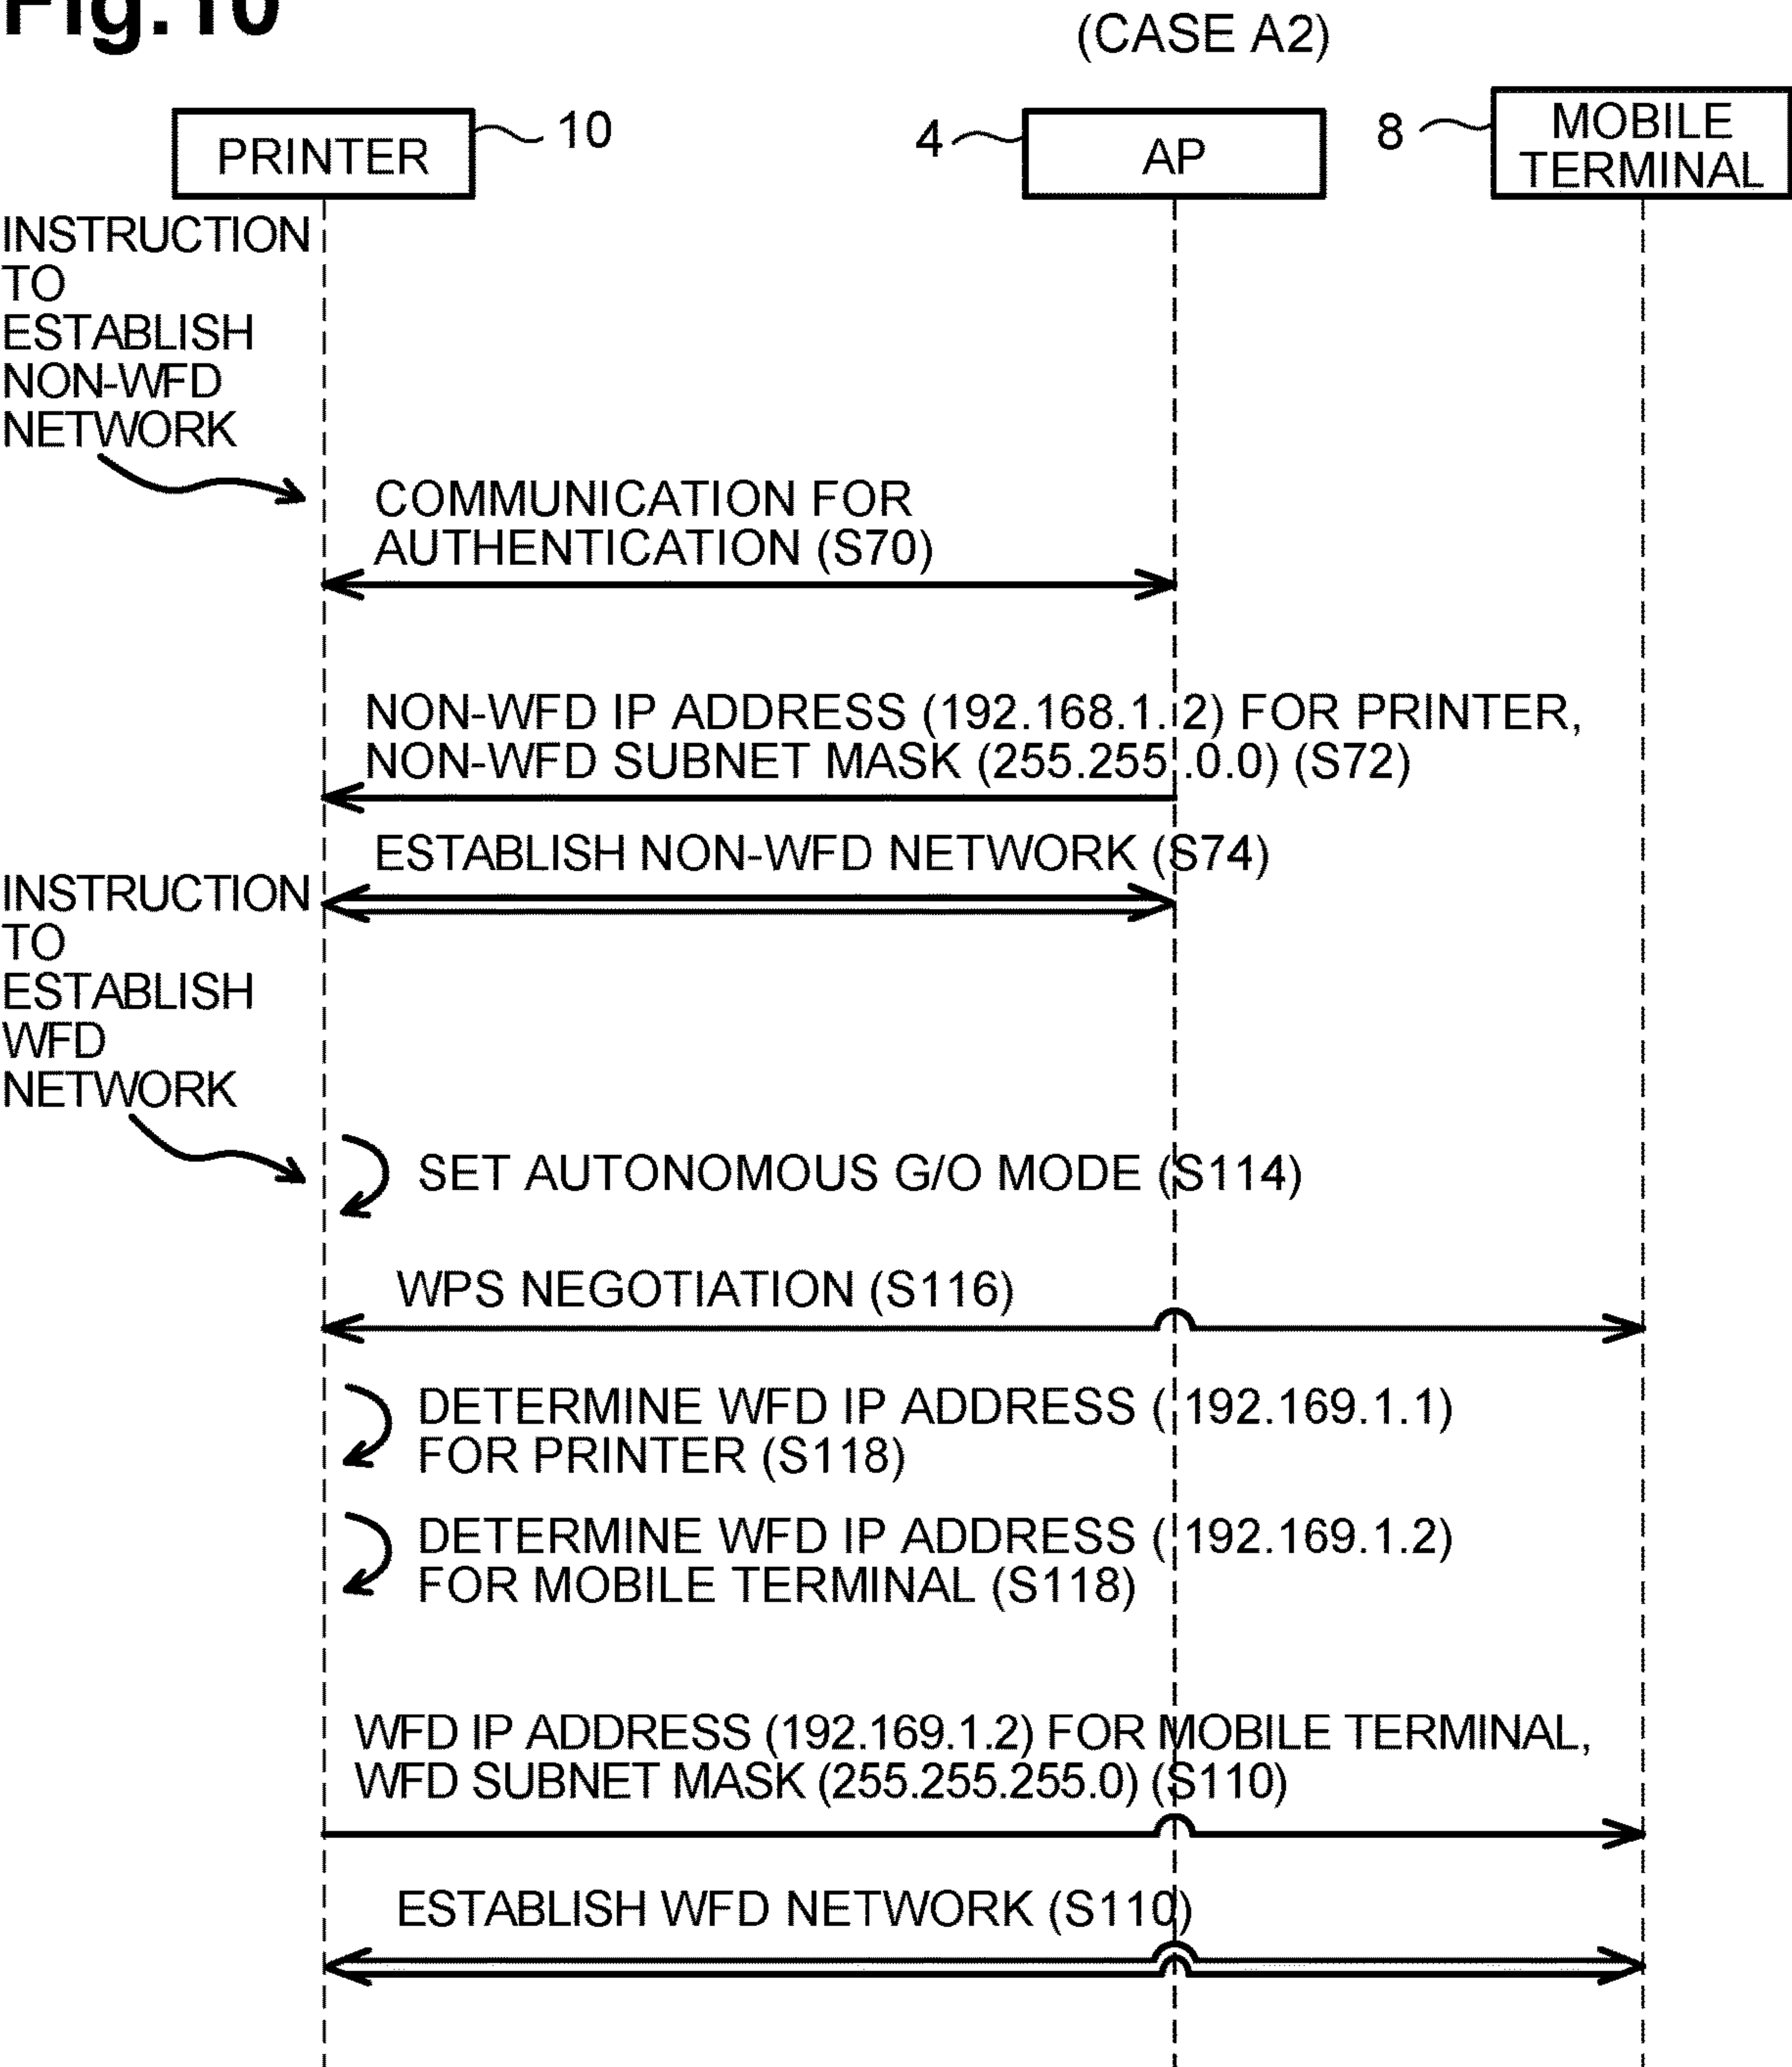 Fig.10
(CASE A2)
PRINTER
10
4
AP
8
MOBILE
TERMINAL
INSTRUCTION
TO
ESTABLISH
NON-WFD
NETWORK
COMMUNICATION FOR
AUTHENTICATION (S70)
NON-WFD IP ADDRESS (192.168.1.2) FOR PRINTER,
NON-WFD SUBNET MASK (255.255.0.0) (S72)
ESTABLISH NON-WFD NETWORK (S74)
INSTRUCTION
TO
ESTABLISH
WFD
NETWORK
SET AUTONOMOUS G/O MODE (S114)
WPS NEGOTIATION (S116)
DETERMINE WFD IP ADDRESS (192.169.1.1)
FOR PRINTER (S118)
DETERMINE WFD IP ADDRESS (192.169.1.2)
FOR MOBILE TERMINAL (S118)
WFD IP ADDRESS (192.169.1.2) FOR MOBILE TERMINAL,
WFD SUBNET MASK (255.255.255.0) (S110)
ESTABLISH WFD NETWORK (S110)